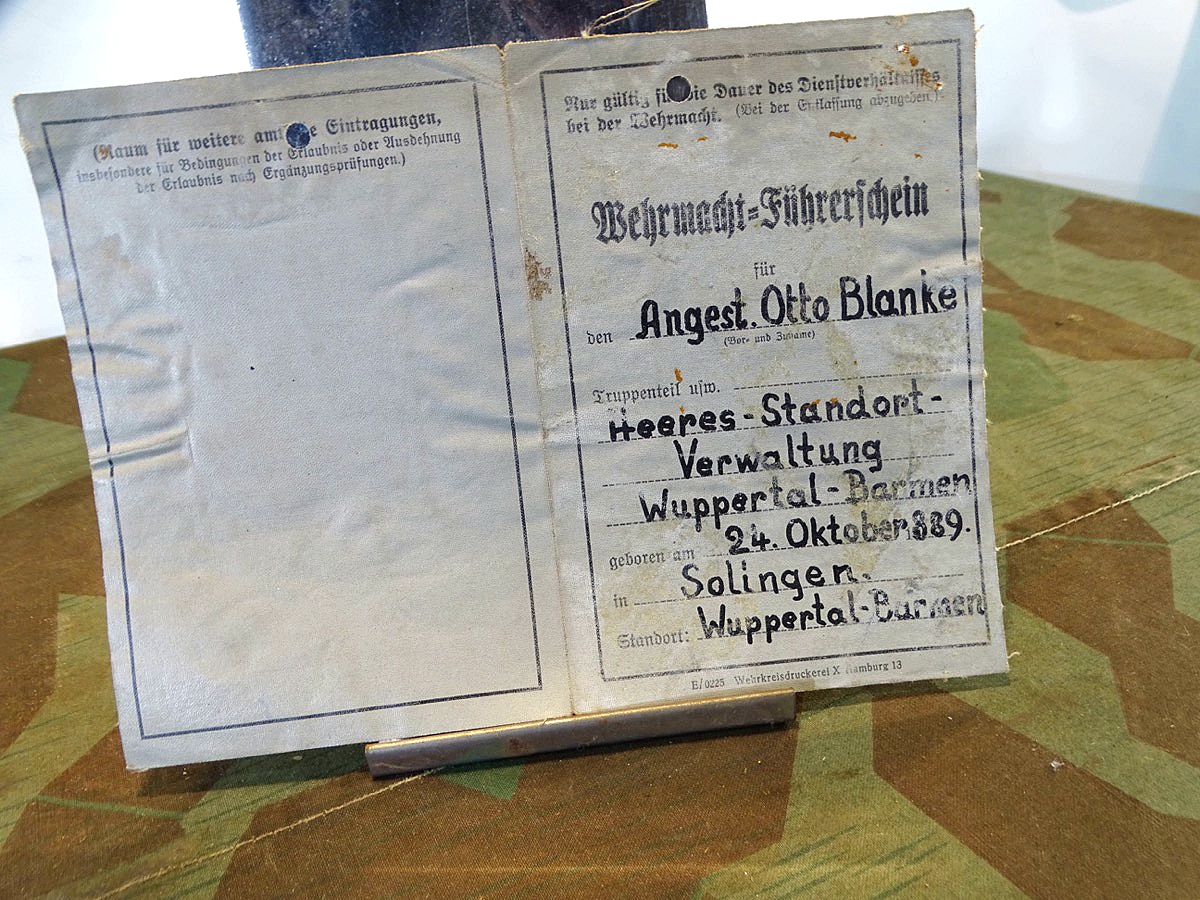 (Raum für weitere Eintragungen,
insbesondere für Bedingungen der Erlaubnis oder Ausdehnung
der Erlaubnis nach Ergänzungsprüfungen.)
Nur gültig die Dauer des Dienstverhältnisses
bei der Wehrmacht. (Bei der Entlassung abzugeben.)
Wehrmacht=Führerschein
für
den Angest. Otto Blanke
(Vor- und Zuname)
Truppenteil usw.
Heeres-Standort-
Verwaltung
Wuppertal-Barmen
geboren am 24. Oktober 889.
in Solingen.
Standort: Wuppertal-Barmen
E/0225 Wehrkreisdruckerei X Hamburg 13